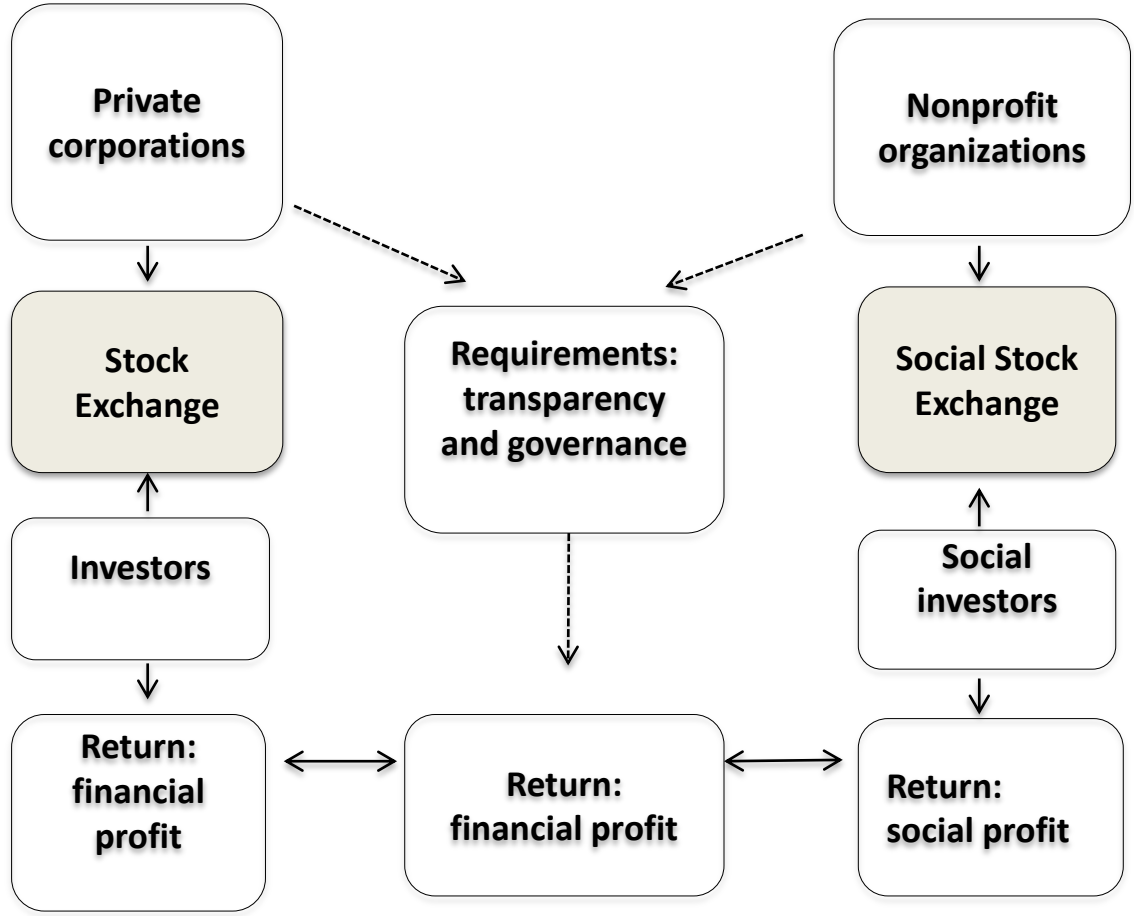 Private
corporations
Nonprofit
organizations
Stock
Exchange
Requirements:
transparency
and governance
Social Stock
Exchange
Investors
Social
investors
Return:
financial
profit
Return:
financial profit
Return:
social profit